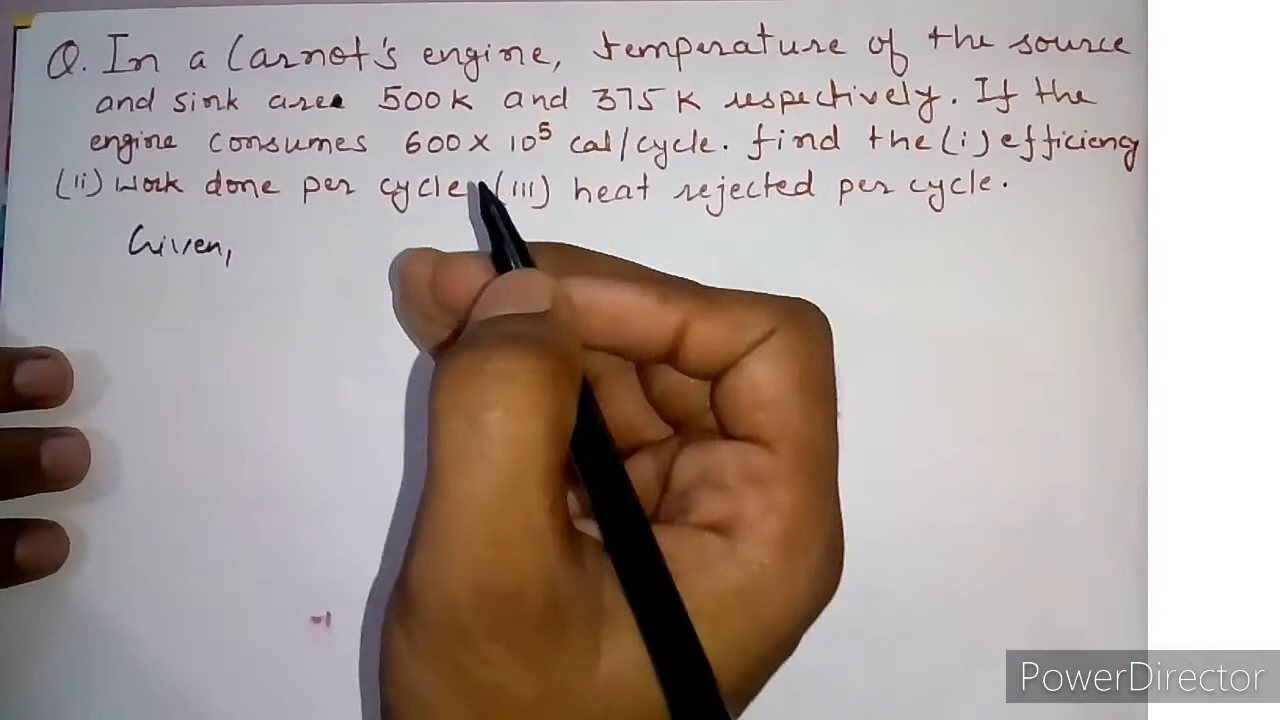 Q. In a Carnot's engine, temperature of the source
and sink are 500K and 375K respectively. If the
engine consumes 600 × 10⁵ cal/cycle. find the (i) efficiency
(ii) work done per cycle (iii) heat rejected per cycle.
Given,
PowerDirector